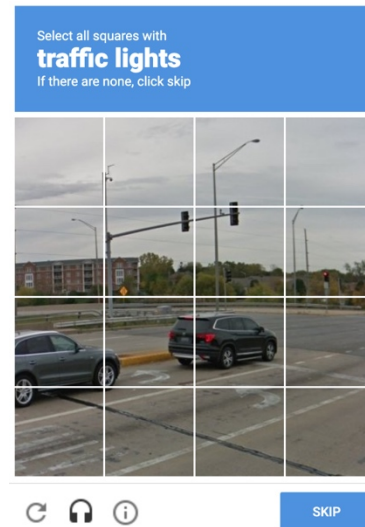 Select all squares with
traffic lights
If there are none, click skip
SKIP